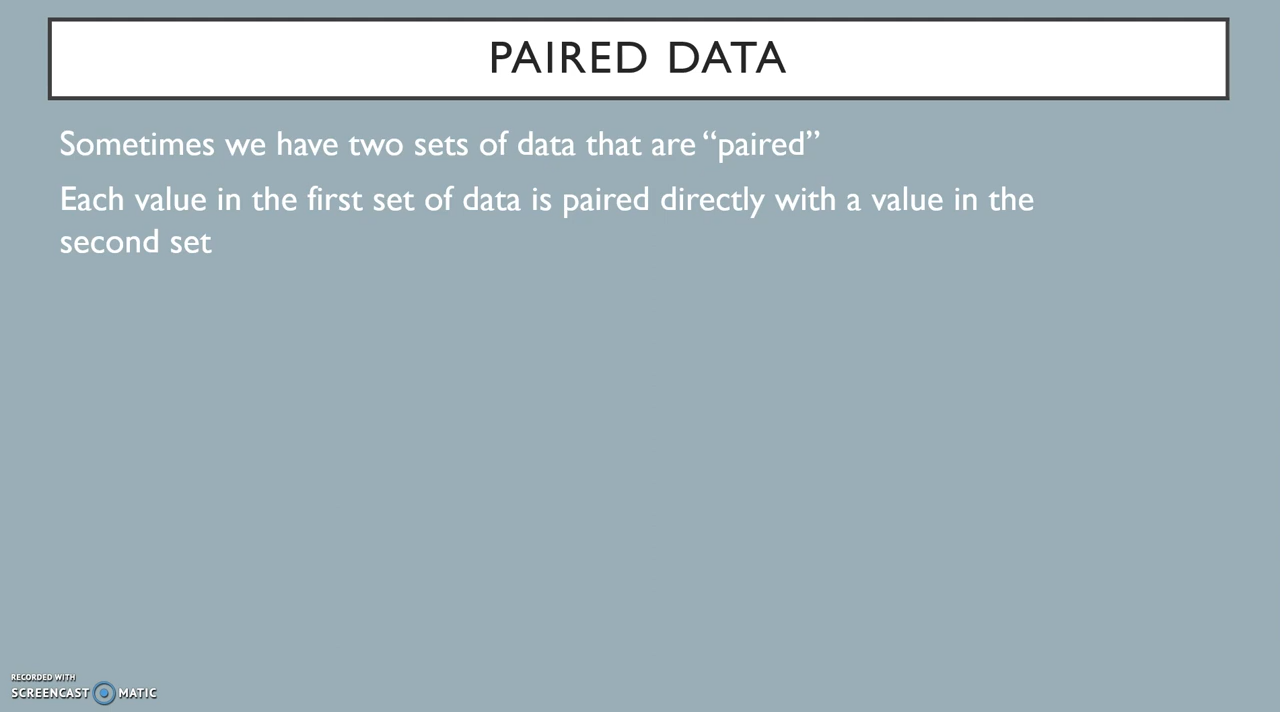 PAIRED DATA
Sometimes we have two sets of data that are “paired”
Each value in the first set of data is paired directly with a value in the
second set
RECORDED WITH
SCREENCAST MATIC